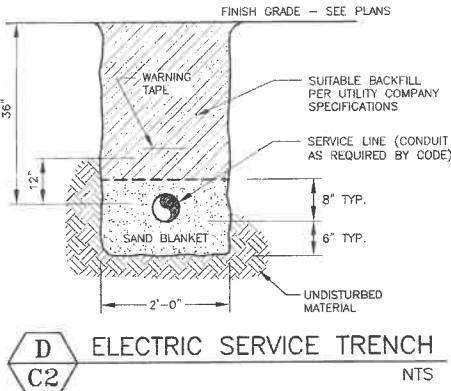 FINISH GRADE - SEE PLANS
36"
12"
WARNING
TAPE
SUITABLE BACKFILL
PER UTILITY COMPANY
SPECIFICATIONS
SERVICE LINE (CONDUIT
AS REQUIRED BY CODE)
8" TYP.
6" TYP.
SAND BLANKET
UNDISTURBED
MATERIAL
2'-0"
D
C2
ELECTRIC SERVICE TRENCH
NTS